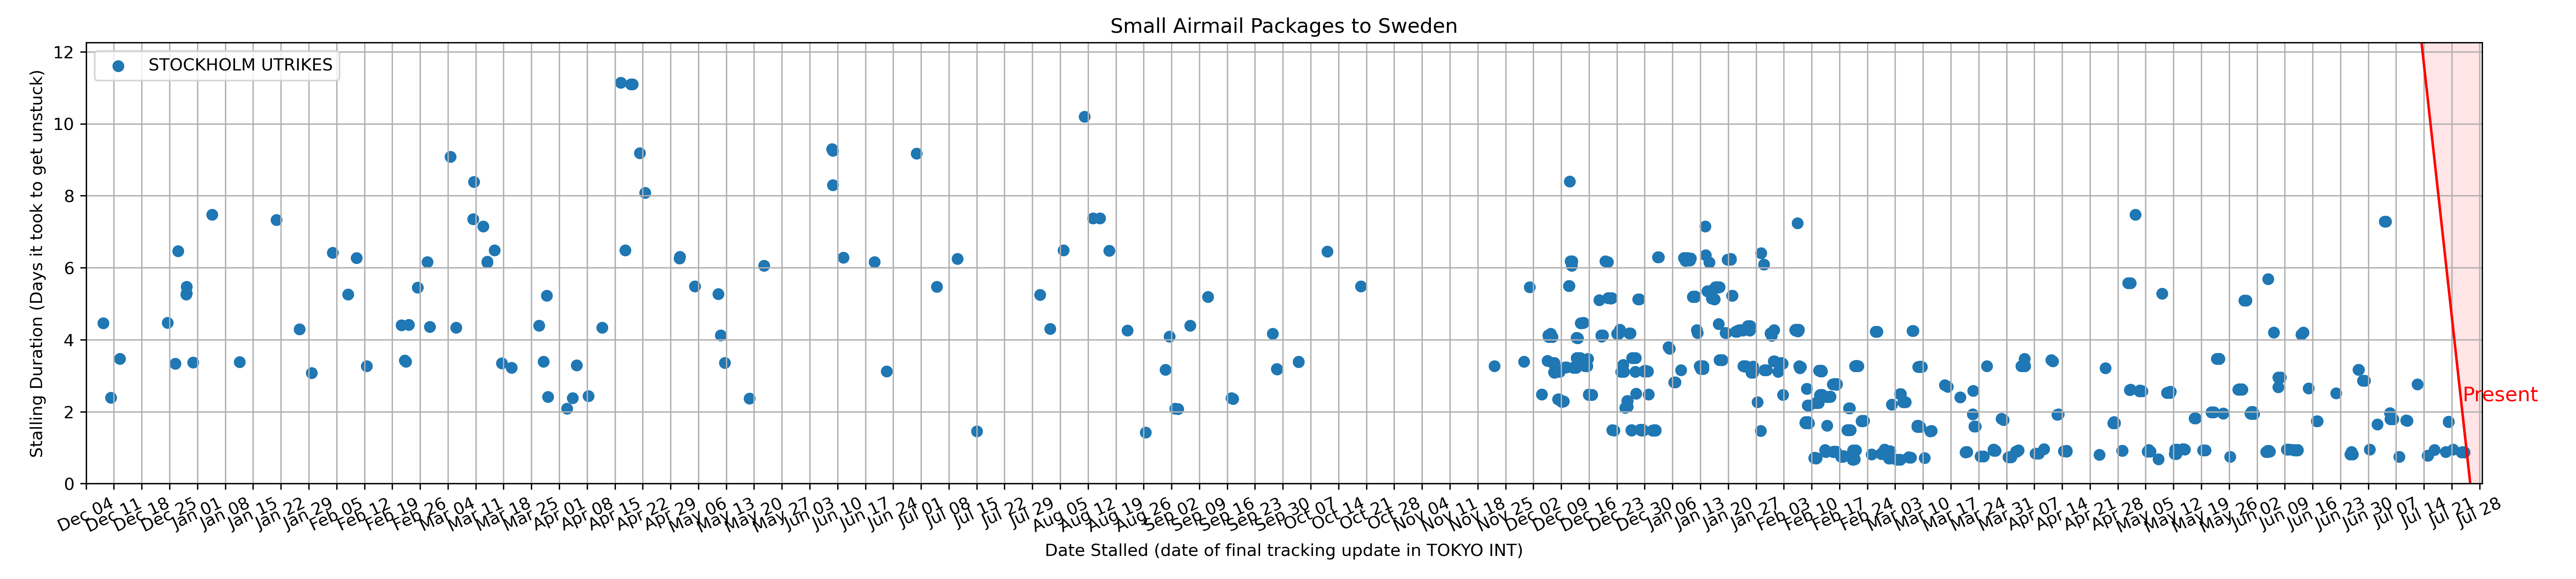 Small Airmail Packages to Sweden
STOCKHOLM UTRIKES
Stalling Duration (Days it took to get unstuck)
12
10
8
6
4
2
0
Present
Dec 04
Dec 11
Dec 18
Dec 25
Jan 01
Jan 08
Jan 15
Jan 22
Jan 29
Feb 05
Feb 12
Feb 19
Feb 26
Mar 04
Mar 11
Mar 18
Mar 25
Apr 01
Apr 08
Apr 15
Apr 22
Apr 29
May 06
May 13
May 20
May 27
Jun 03
Jun 10
Jun 17
Jun 24
Jul 01
Jul 08
Jul 15
Jul 22
Jul 29
Aug 05
Aug 12
Aug 19
Aug 26
Sep 02
Sep 09
Sep 16
Sep 23
Sep 30
Oct 07
Oct 14
Oct 21
Oct 28
Nov 04
Nov 11
Nov 18
Nov 25
Dec 02
Dec 09
Dec 16
Dec 23
Dec 30
Jan 06
Jan 13
Jan 20
Jan 27
Feb 03
Feb 10
Feb 17
Feb 24
Mar 03
Mar 10
Mar 17
Mar 24
Mar 31
Apr 07
Apr 14
Apr 21
Apr 28
May 05
May 12
May 19
May 26
Jun 02
Jun 09
Jun 16
Jun 23
Jun 30
Jul 07
Jul 14
Jul 21
Jul 28
Date Stalled (date of final tracking update in TOKYO INT)